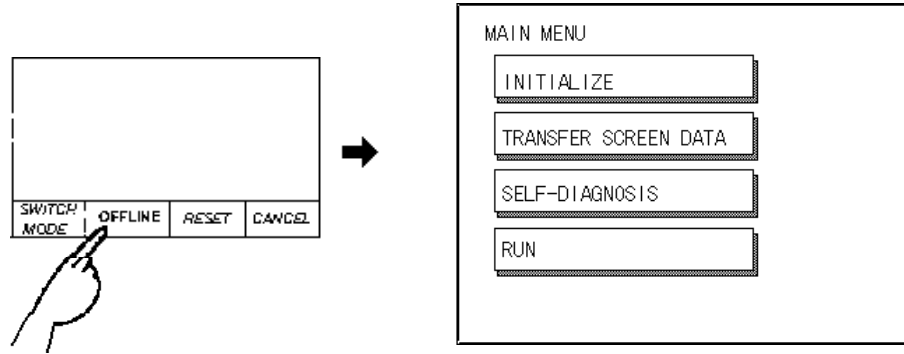 SWITCH
MODE
OFFLINE
RESET
CANCEL
MAIN MENU
INITIALIZE
TRANSFER SCREEN DATA
SELF-DIAGNOSIS
RUN